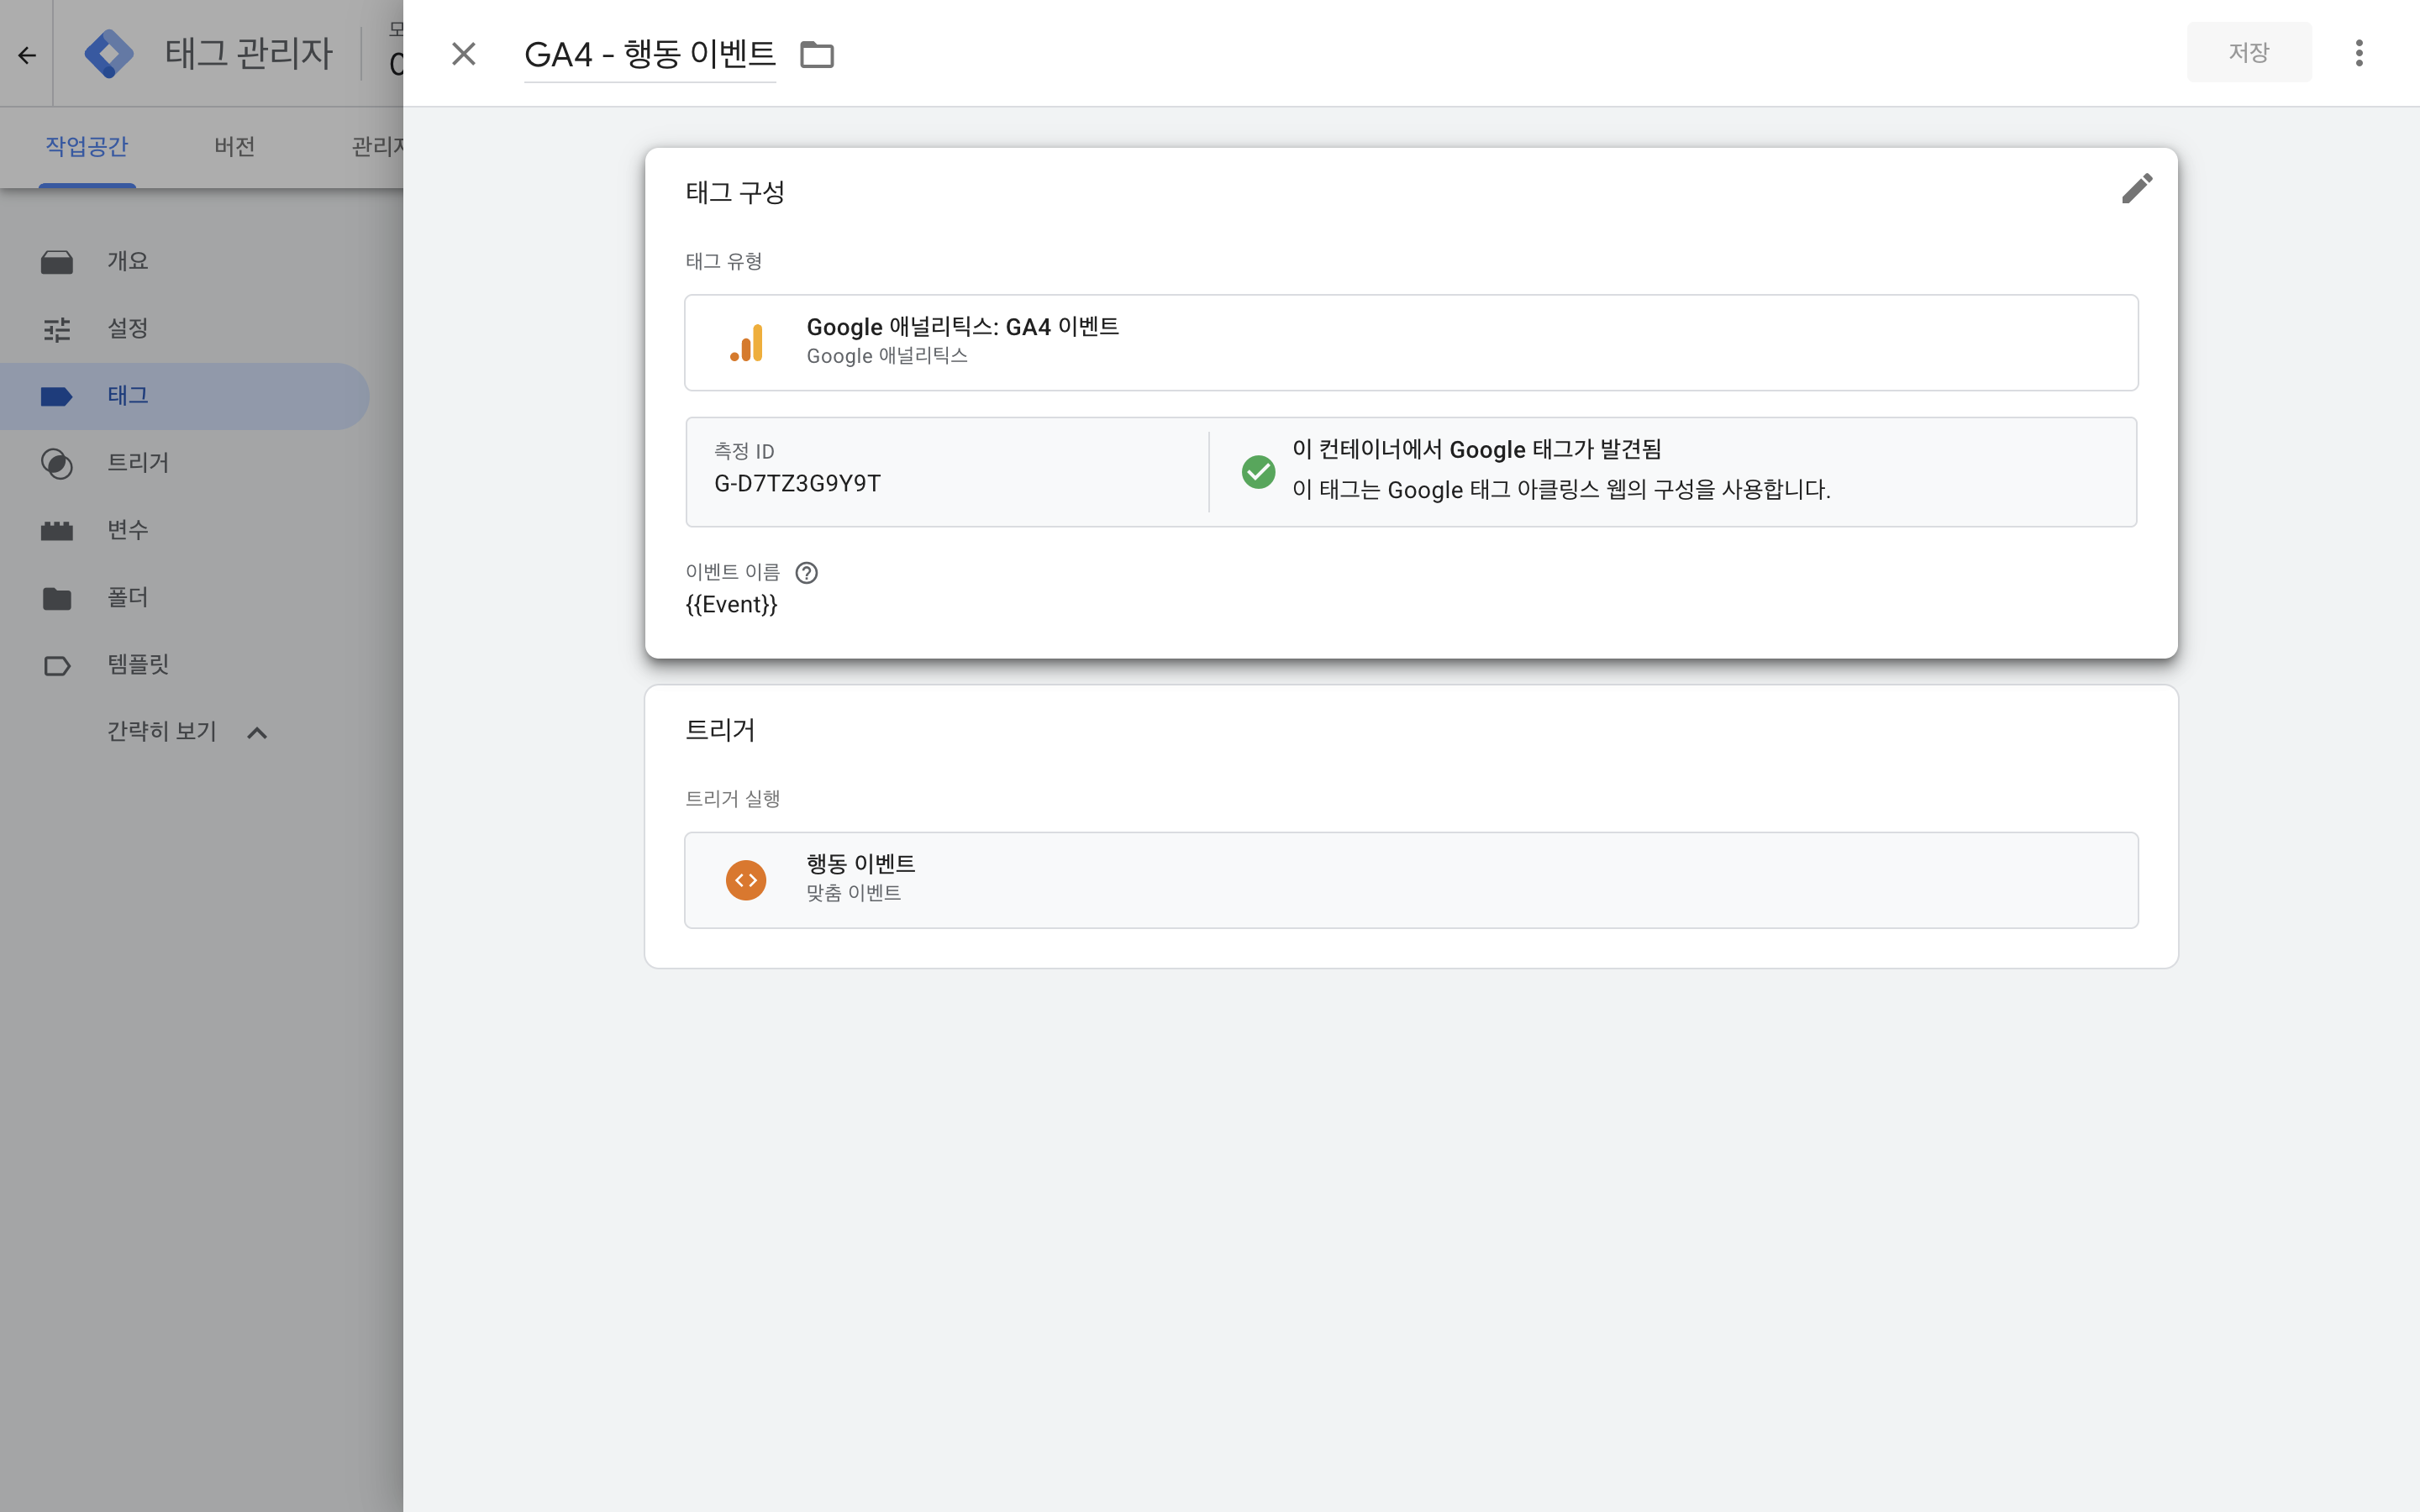 태그 관리자
GA4 - 행동 이벤트
저장
작업공간
버전
개요
설정
태그
트리거
변수
폴더
템플릿
간략히 보기
태그 구성
태그 유형
Google 애널리틱스: GA4 이벤트
Google 애널리틱스
측정 ID
G-D7TZ3G9Y9T
이 컨테이너에서 Google 태그가 발견됨
이 태그는 Google 태그 아클링스 웹의 구성을 사용합니다.
이벤트 이름
{{Event}}
트리거
트리거 실행
행동 이벤트
맞춤 이벤트